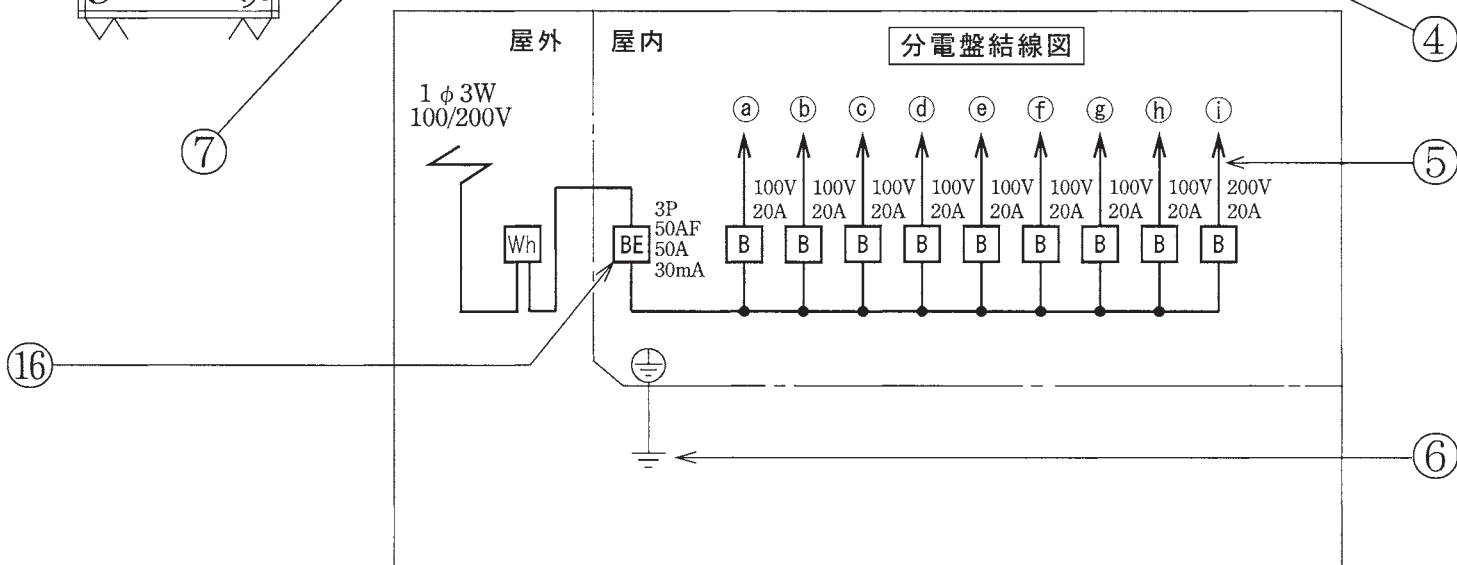 ④
屋外 屋内 分電盤結線図
1φ3W
100/200V
ⓐ ⓑ ⓒ ⓓ ⓔ ⓕ ⓖ ⓗ ⓘ
⑦
⑤
100V 100V 100V 100V 100V 100V 100V 100V 200V
20A 20A 20A 20A 20A 20A 20A 20A 20A
3P
50AF
50A
30mA
Wh BE B B B B B B B B B
⑯
⑥